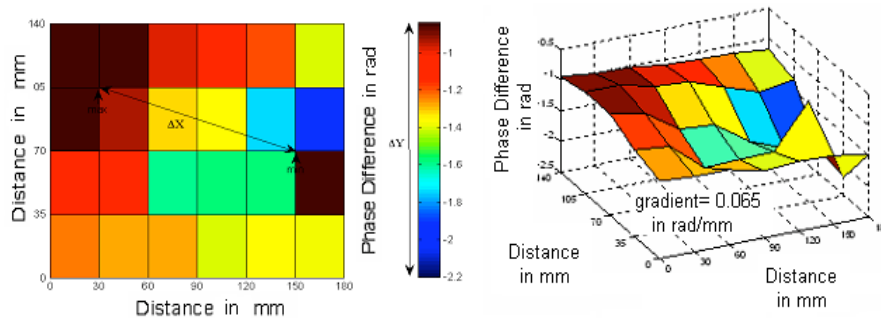 140
05
70
35
0
0 30 60 90 120 150 180
Distance in mm
Distance in mm
max
ΔX
min
Phase Difference in rad
ΔY
-1
-1.2
-1.4
-1.6
-1.8
-2
-2.2
Phase Difference
in rad
-0.5
-1
-1.5
-2
-2.5
140
105
70
35
0
0 30 60 90 120 150
gradient= 0.065
in rad/mm
Distance
in mm
Distance
in mm